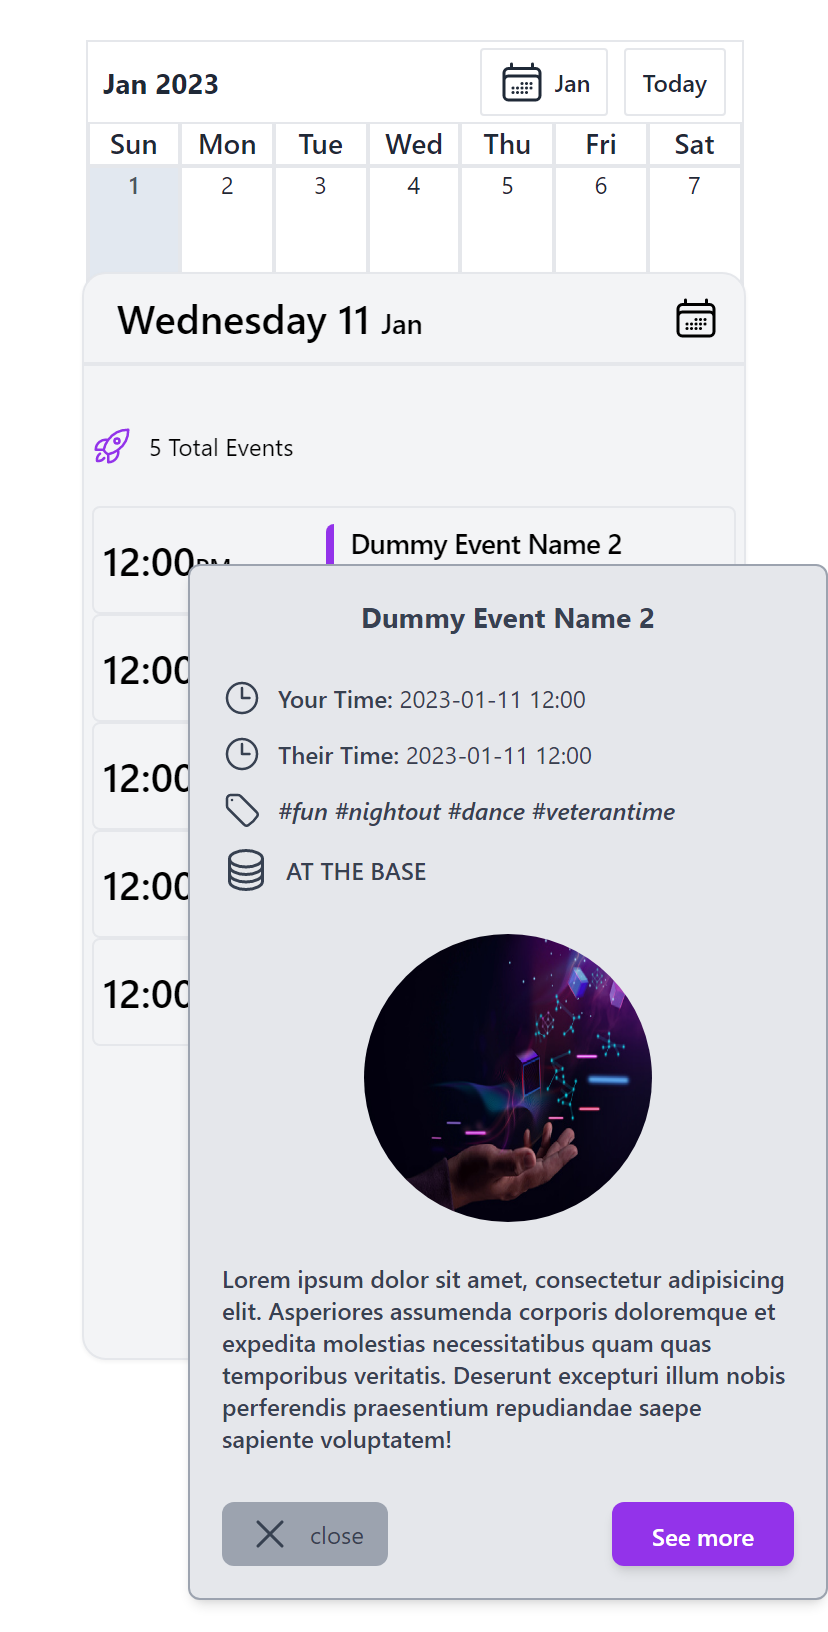 Jan 2023
Jan
Today
Sun Mon Tue Wed Thu Fri Sat
1 2 3 4 5 6 7
Wednesday 11 Jan
5 Total Events
12:00PM
Dummy Event Name 2
12:00
12:00
12:00
12:00
Dummy Event Name 2
Your Time: 2023-01-11 12:00
Their Time: 2023-01-11 12:00
#fun #nightout #dance #veterantime
AT THE BASE
Lorem ipsum dolor sit amet, consectetur adipisicing
elit. Asperiores assumenda corporis doloremque et
expedita molestias necessitatibus quam quas
temporibus veritatis. Deserunt excepturi illum nobis
perferendis praesentium repudiandae saepe
sapiente voluptatem!
close
See more